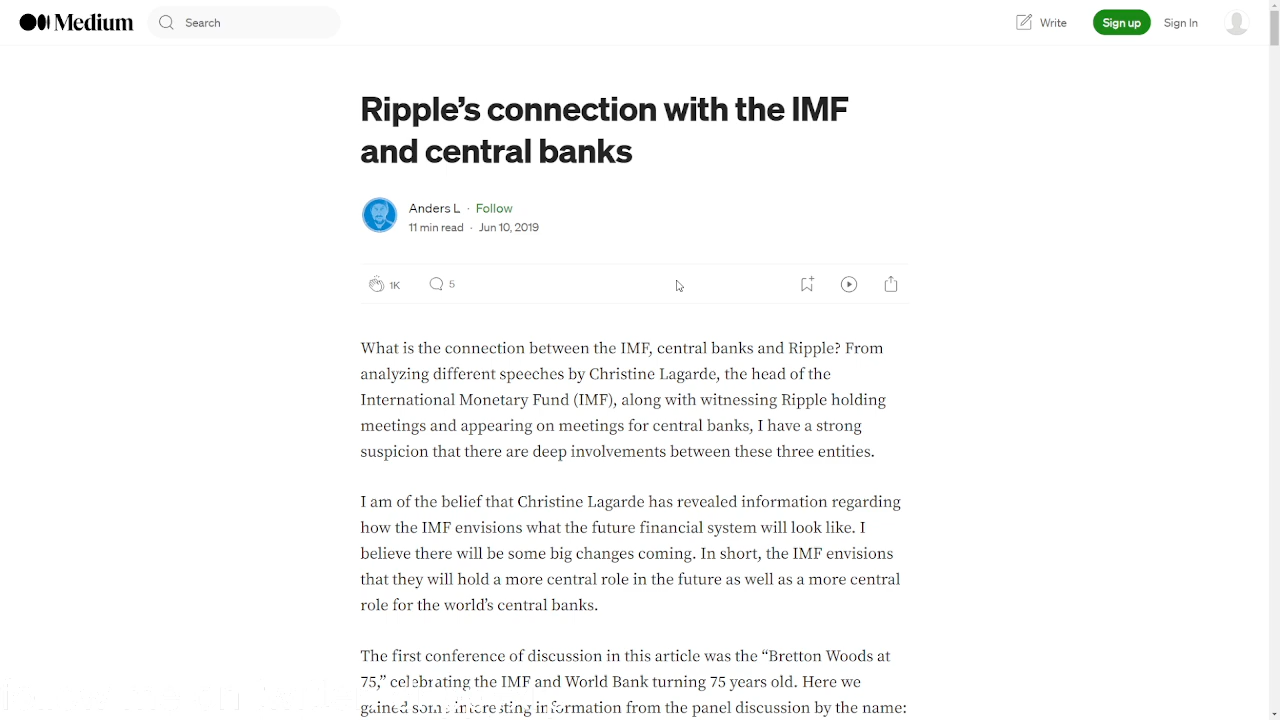 Medium
Search
Write
Sign up
Sign In
Ripple’s connection with the IMF
and central banks
Anders L · Follow
11 min read · Jun 10, 2019
1K
5
What is the connection between the IMF, central banks and Ripple? From
analyzing different speeches by Christine Lagarde, the head of the
International Monetary Fund (IMF), along with witnessing Ripple holding
meetings and appearing on meetings for central banks, I have a strong
suspicion that there are deep involvements between these three entities.
I am of the belief that Christine Lagarde has revealed information regarding
how the IMF envisions what the future financial system will look like. I
believe there will be some big changes coming. In short, the IMF envisions
that they will hold a more central role in the future as well as a more central
role for the world’s central banks.
The first conference of discussion in this article was the “Bretton Woods at
75,” celebrating the IMF and World Bank turning 75 years old. Here we
gained some interesting information from the panel discussion by the name: